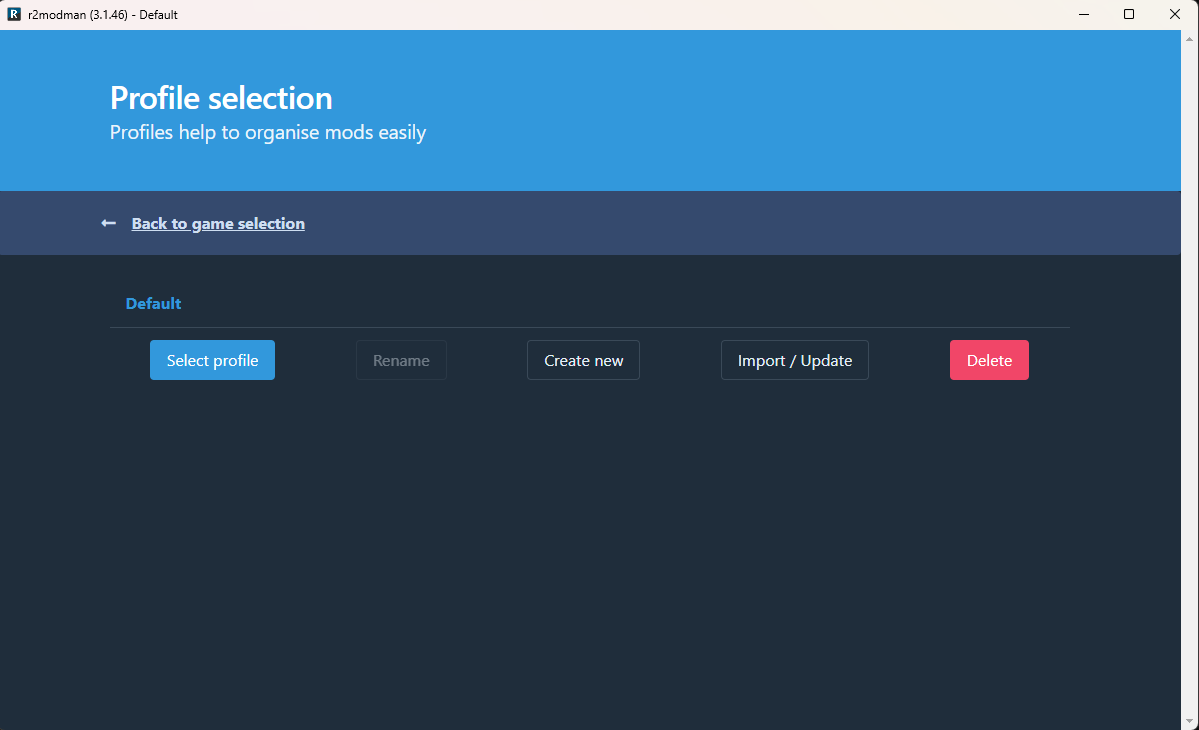 R r2modman (3.1.46) - Default
Profile selection
Profiles help to organise mods easily
Back to game selection
Default
Select profile
Rename
Create new
Import / Update
Delete